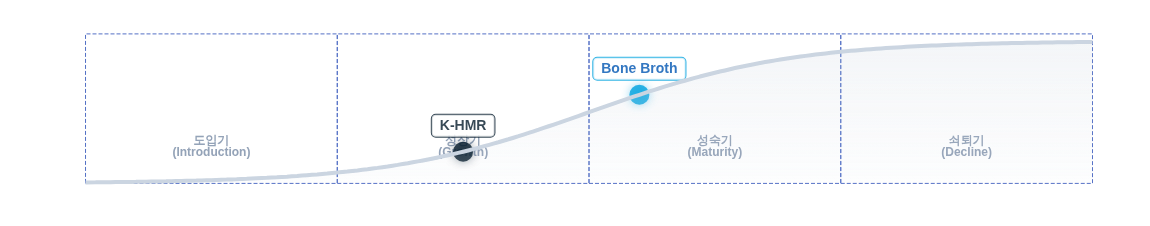 Bone Broth
K-HMR
도입기
(Introduction)
성숙기
(Maturity)
쇠퇴기
(Decline)